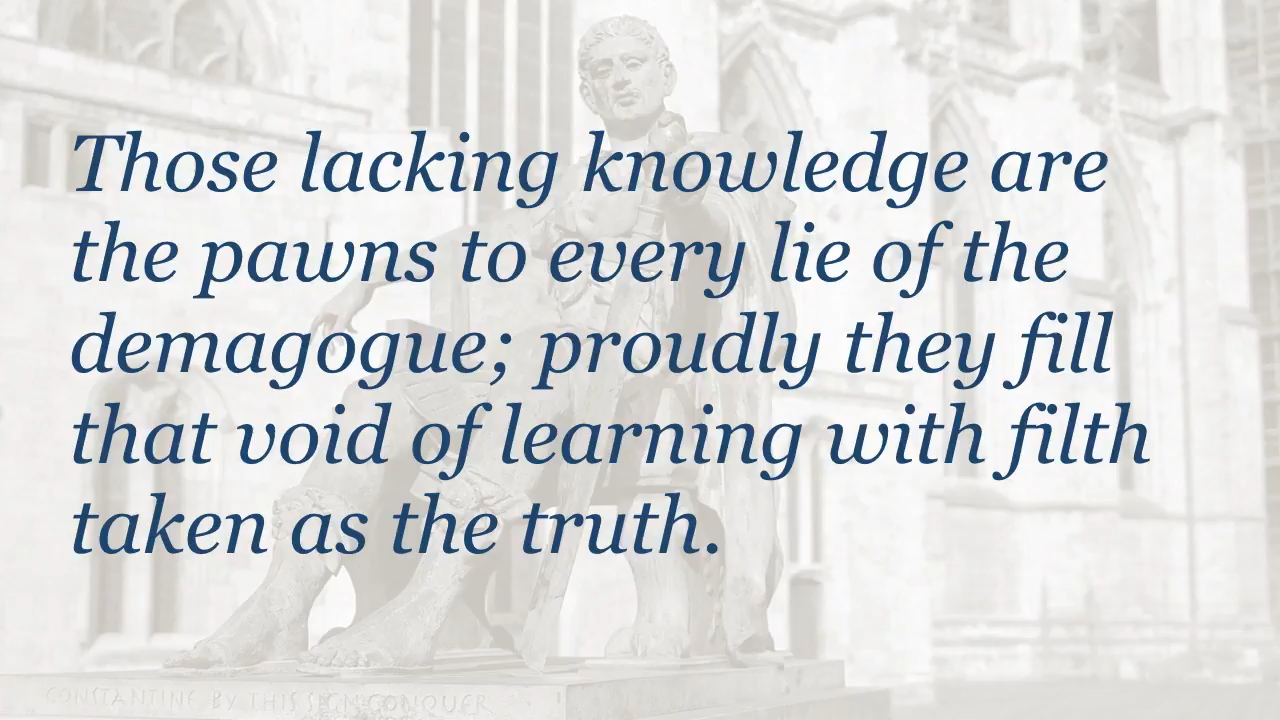 Those lacking knowledge are
the pawns to every lie of the
demagogue; proudly they fill
that void of learning with filth
taken as the truth.
CONSTANTINE BY THIS SIGN CONQUER